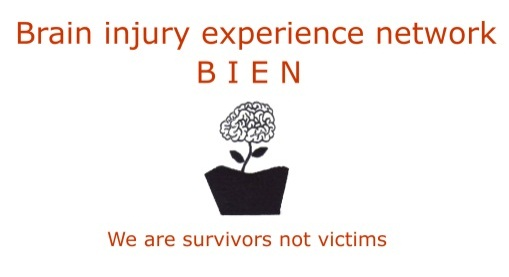 Brain injury experience network
B I E N
We are survivors not victims